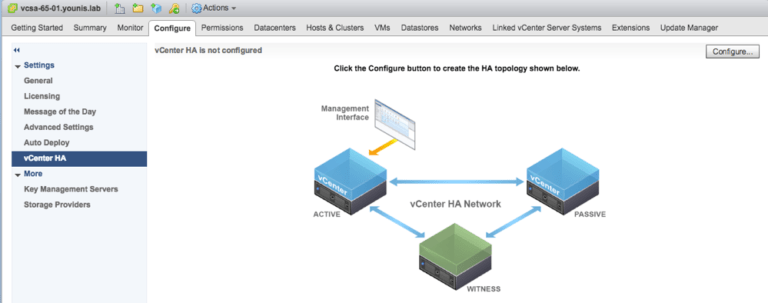 vcsa-65-01.younis.lab Actions
Getting Started Summary Monitor Configure Permissions Datacenters Hosts & Clusters VMs Datastores Networks Linked vCenter Server Systems Extensions Update Manager
vCenter HA is not configured Configure...
Click the Configure button to create the HA topology shown below.
Settings
General
Licensing
Message of the Day
Advanced Settings
Auto Deploy
vCenter HA
More
Key Management Servers
Storage Providers
Management
Interface
vCenter
vCenter
vCenter HA Network
ACTIVE
PASSIVE
WITNESS